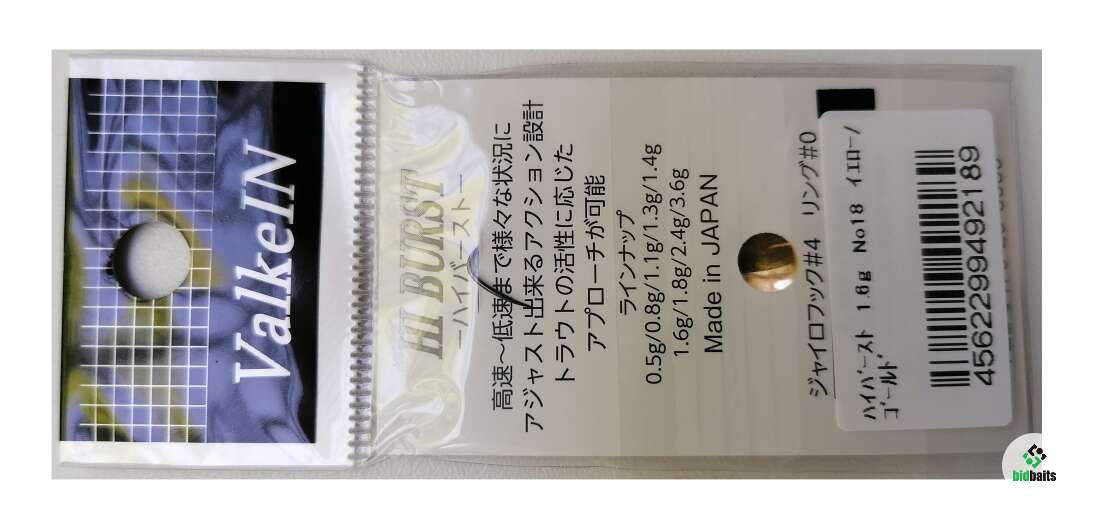 ValkeIN
HI BURST
ーハイバーストー
高速～低速まで様々な状況に
アジャスト出来るアクション設計
トラウトの活性に応じた
アプローチが可能
ラインナップ
0.5g/0.8g/1.1g/1.3g/1.4g
1.6g/1.8g/2.4g/3.6g
Made in JAPAN
ジャイロフック#4 リング#0
ﾊｲﾊﾞｰｽﾄ 1.6g No18 ｲｴﾛｰ/
ｺﾞｰﾙﾄﾞ
4562299492189
bidbaits